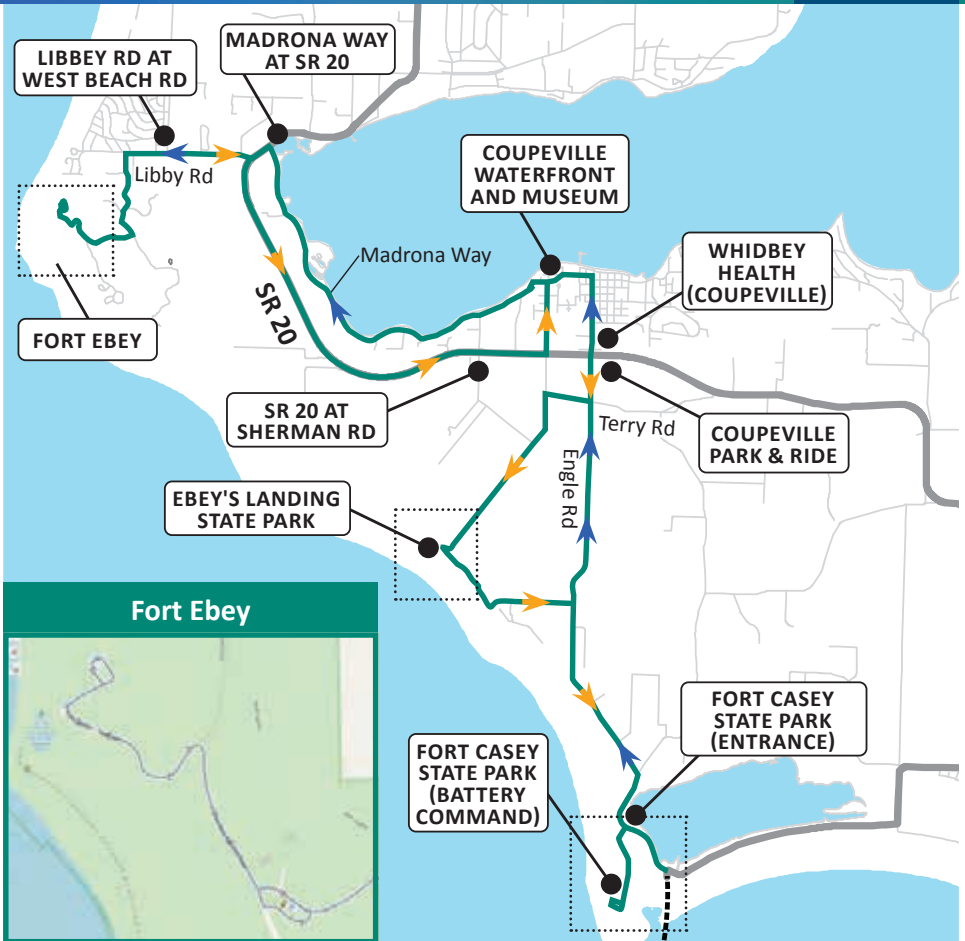 LIBBEY RD AT
WEST BEACH RD
MADRONA WAY
AT SR 20
COUPEVILLE
WATERFRONT
AND MUSEUM
Libby Rd
WHIDBEY
HEALTH
(COUPEVILLE)
Madrona Way
SR 20
FORT EBEY
SR 20 AT
SHERMAN RD
Terry Rd
COUPEVILLE
PARK & RIDE
Engle Rd
EBEY'S LANDING
STATE PARK
Fort Ebey
FORT CASEY
STATE PARK
(ENTRANCE)
FORT CASEY
STATE PARK
(BATTERY
COMMAND)